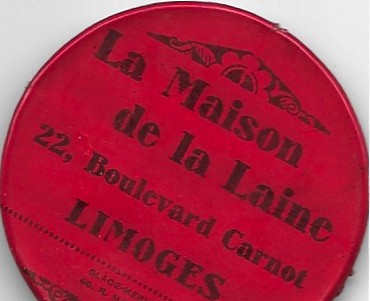 La Maison
de la Laine
22, Boulevard Carnot
LIMOGES